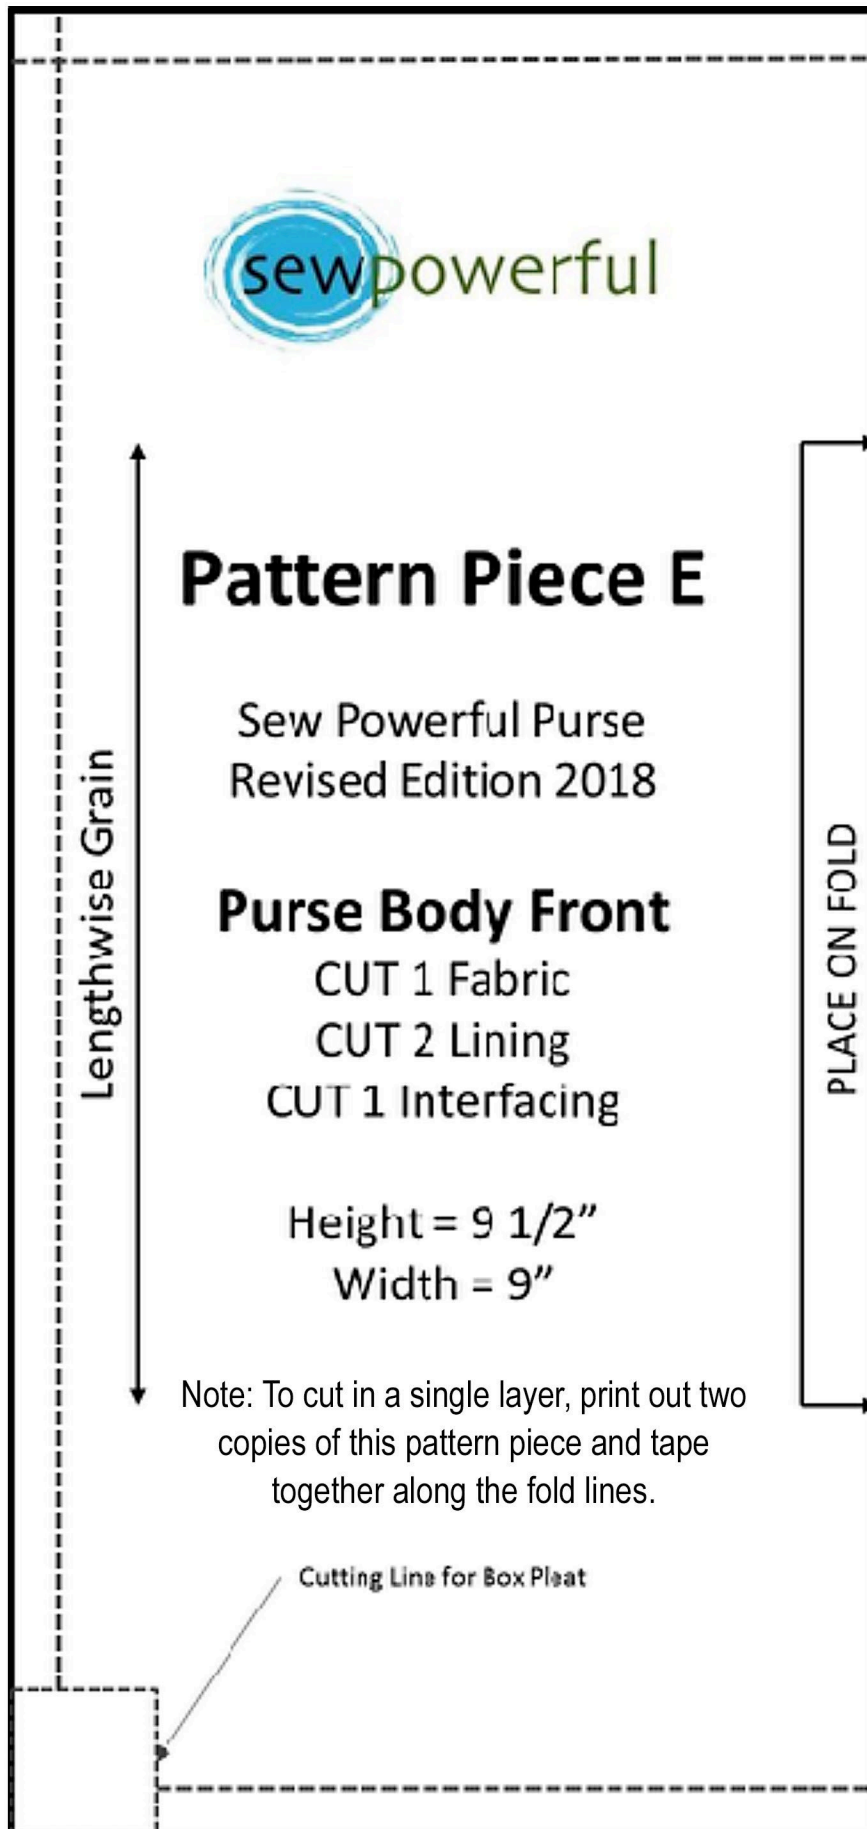 sewpowerful
Pattern Piece E
Sew Powerful Purse
Revised Edition 2018
Lengthwise Grain
PLACE ON FOLD
Purse Body Front
CUT 1 Fabric
CUT 2 Lining
CUT 1 Interfacing
Height = 9 1/2”
Width = 9”
Note: To cut in a single layer, print out two
copies of this pattern piece and tape
together along the fold lines.
Cutting Line for Box Pleat